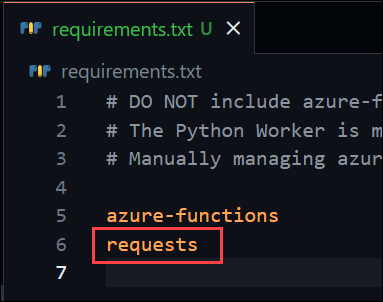 requirements.txt U
requirements.txt
1 # DO NOT include azure-f
2 # The Python Worker is m
3 # Manually managing azur
4
5 azure-functions
6 requests
7